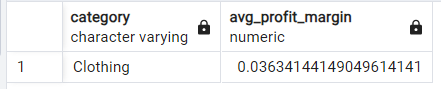 category avg_profit_margin
character varying numeric
1 Clothing 0.03634144149049614141